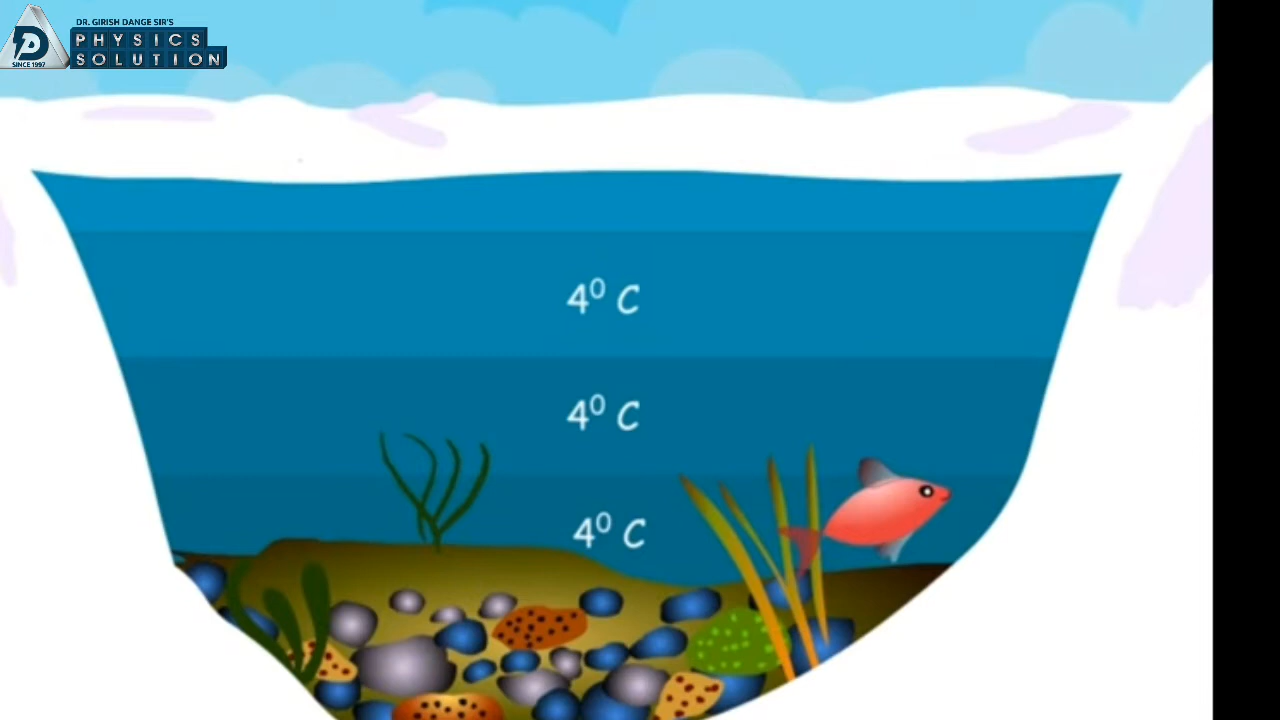 DR. GIRISH DANGE SIR'S
PHYSICS
SOLUTION
SINCE 1997
4⁰ C
4⁰ C
4⁰ C